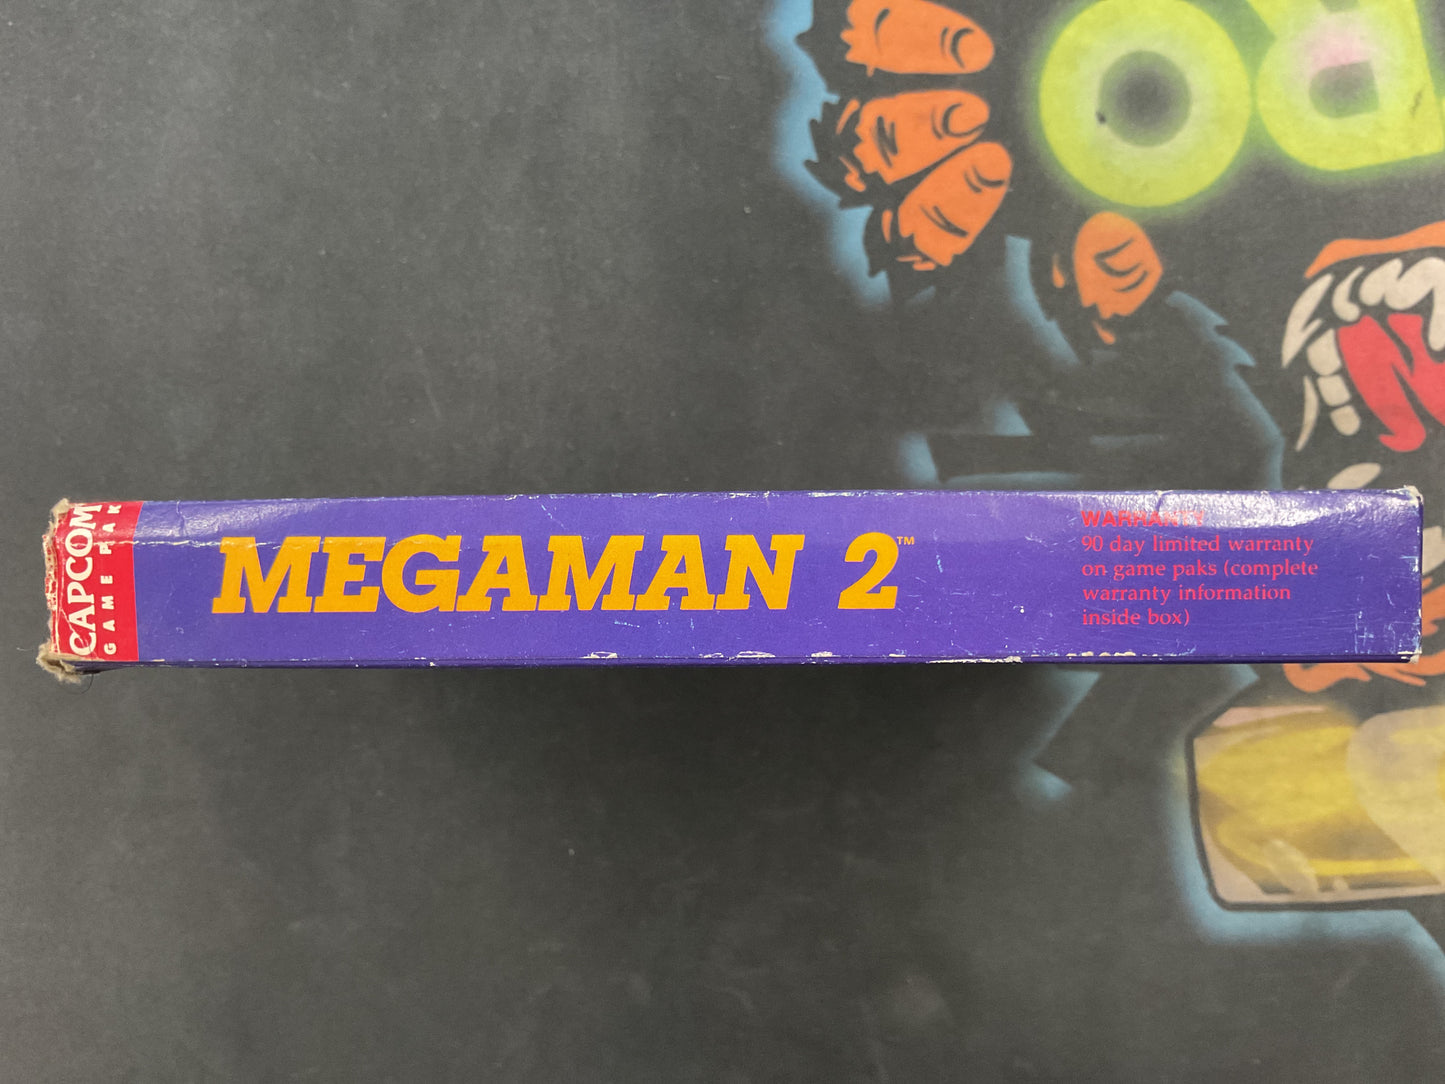 CAPCOM
GAME PAK
MEGAMAN 2™
WARRANTY
90 day limited warranty
on game paks (complete
warranty information
inside box)